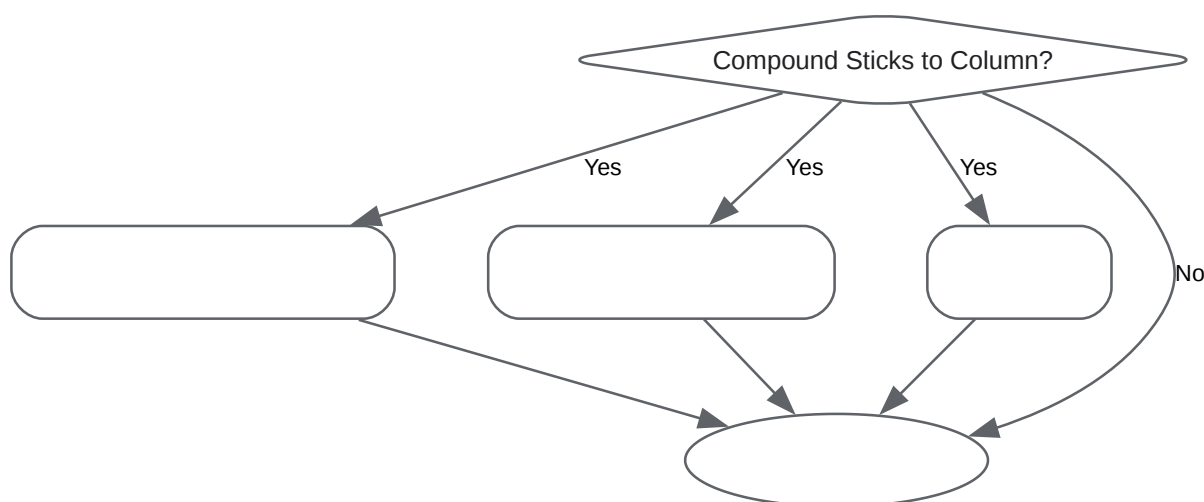 Compound Sticks to Column?
Yes
Yes
Yes
No